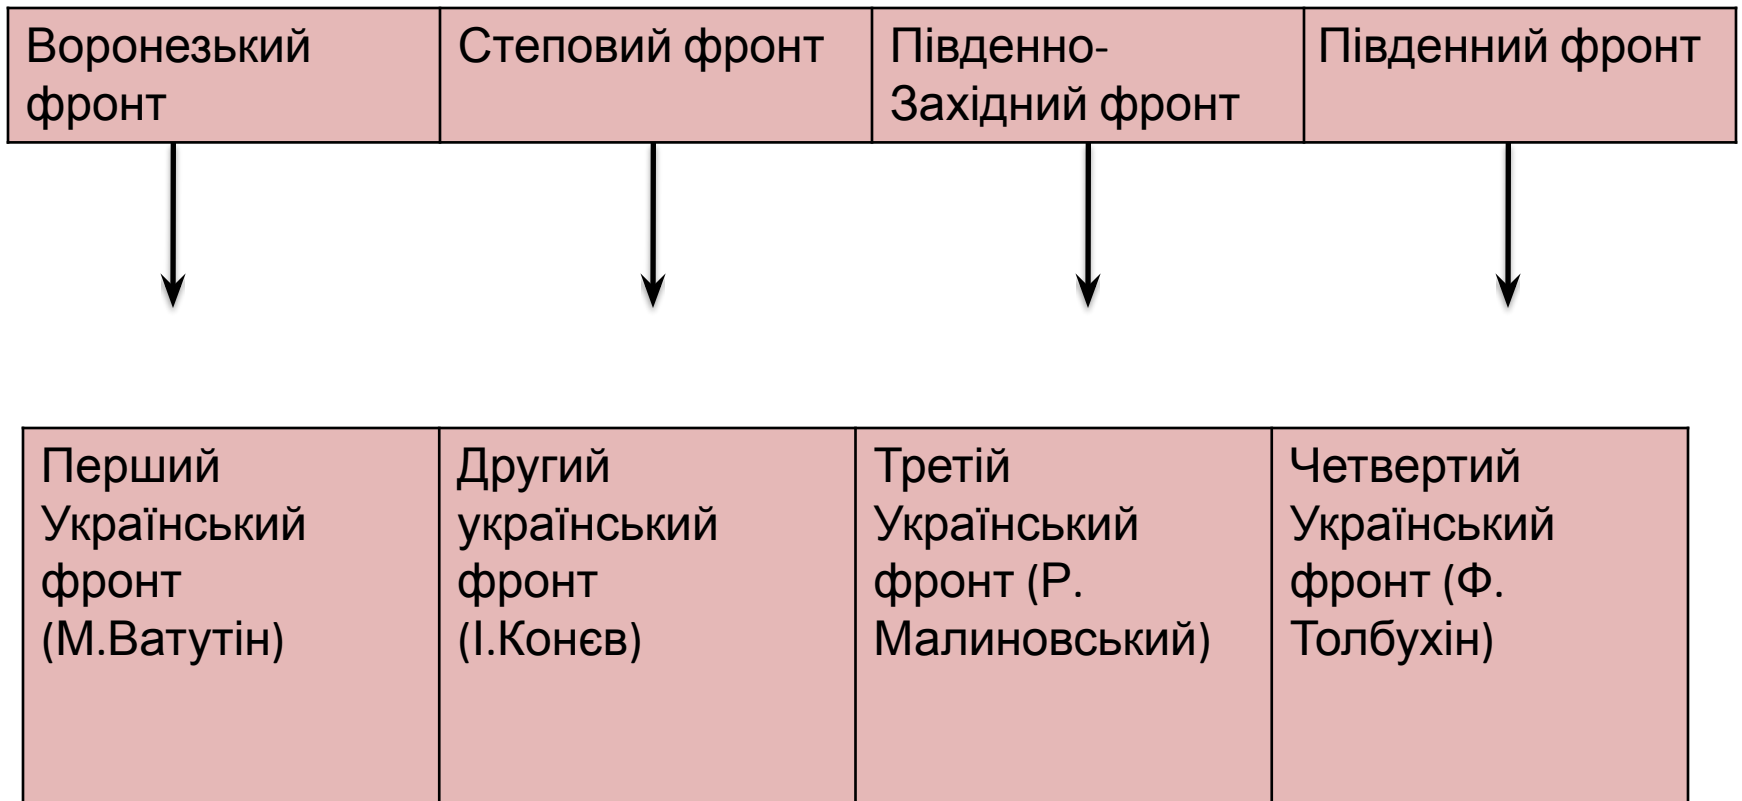 Воронезький
фронт
Степовий фронт
Південно-
Західний фронт
Південний фронт
Перший
Український
фронт
(М.Ватутін)
Другий
український
фронт
(І.Конєв)
Третій
Український
фронт (Р.
Малиновський)
Четвертий
Український
фронт (Ф.
Толбухін)